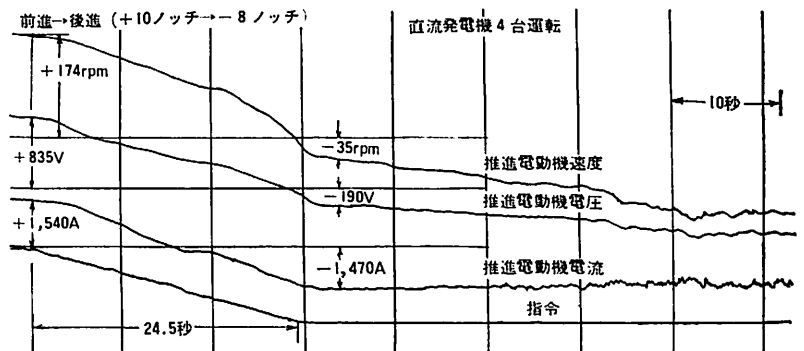 前進→後進 (+10ノッチ→−8ノッチ)
直流発電機4台運転
+174rpm
10秒
−35rpm
推進電動機速度
+835V
−190V
推進電動機電圧
+1,540A
−1,470A
推進電動機電流
指令
24.5秒